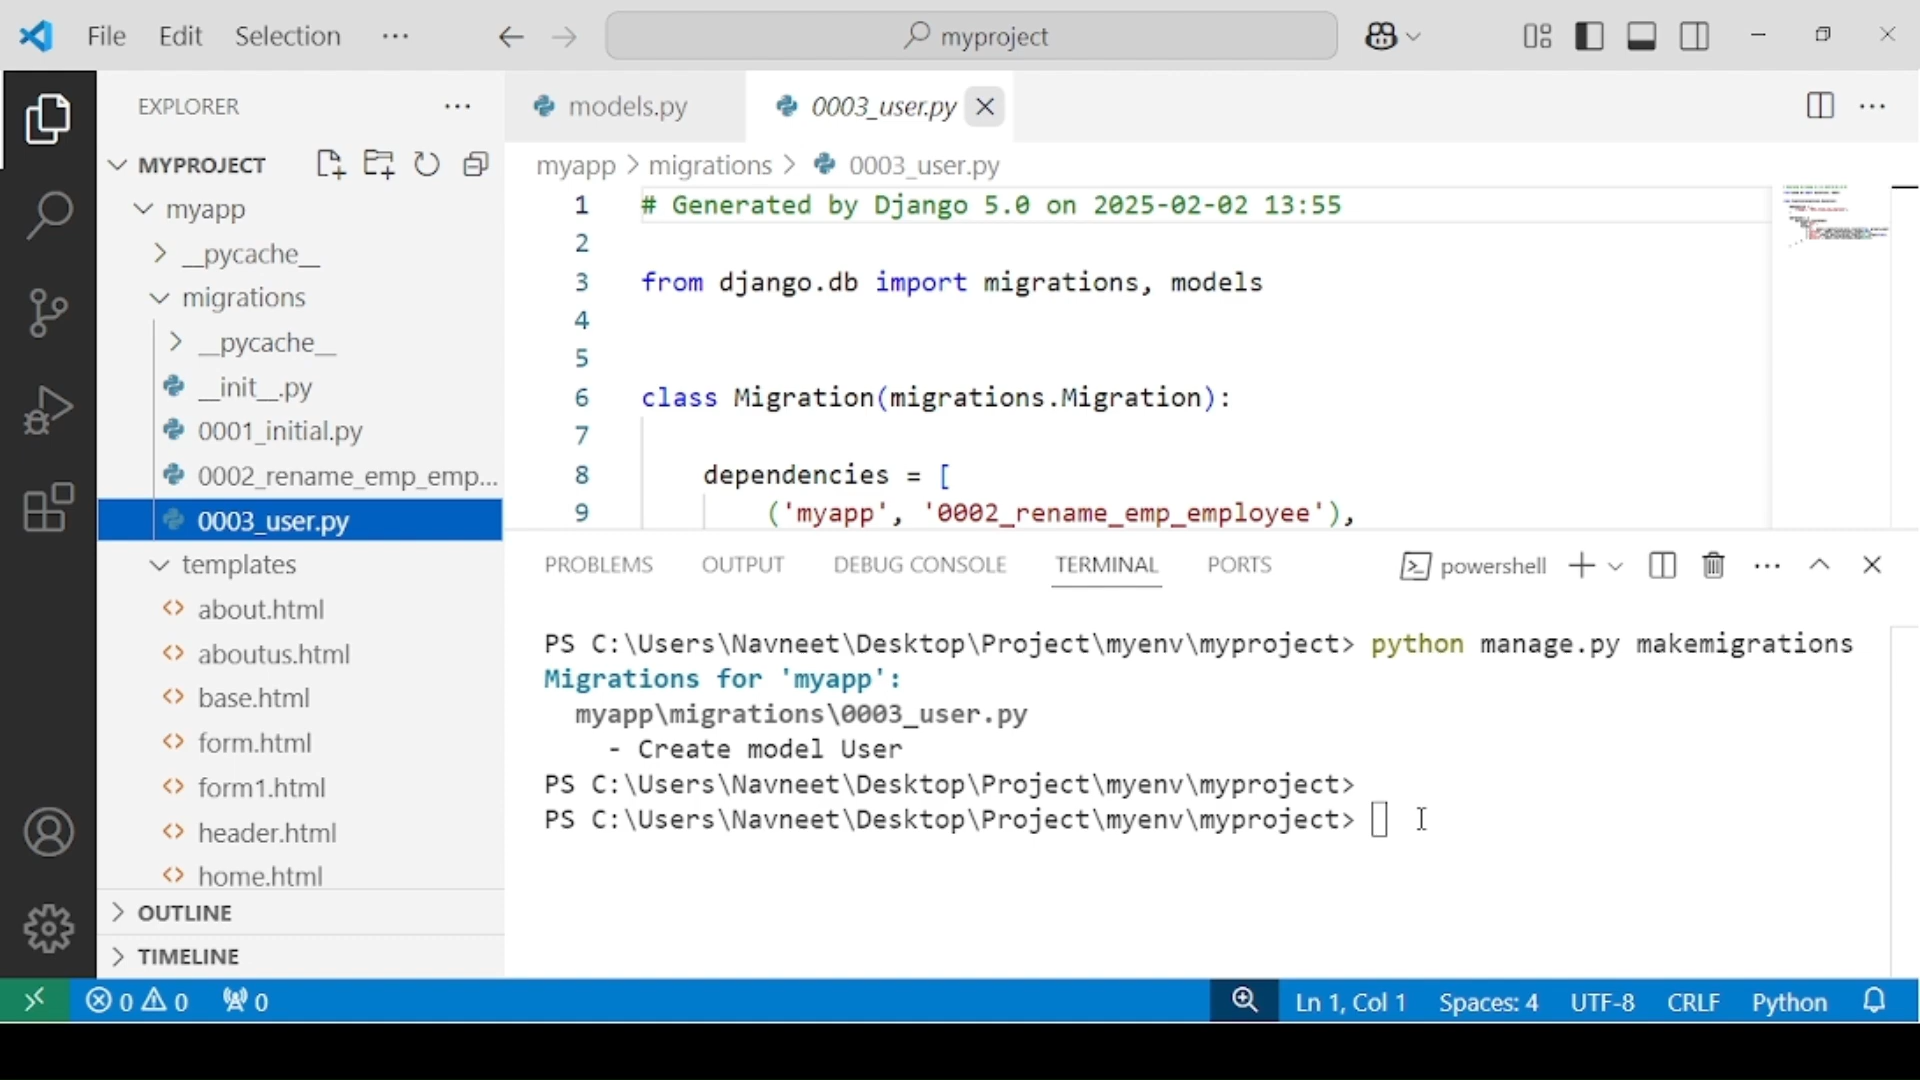 File Edit Selection ···
myproject
EXPLORER ···
MYPROJECT
myapp
__pycache__
migrations
__pycache__
__init__.py
0001_initial.py
0002_rename_emp_emp...
0003_user.py
templates
about.html
aboutus.html
base.html
form.html
form1.html
header.html
home.html
OUTLINE
TIMELINE
models.py 0003_user.py
myapp > migrations > 0003_user.py
1 # Generated by Django 5.0 on 2025-02-02 13:55
2
3 from django.db import migrations, models
4
5
6 class Migration(migrations.Migration):
7
8 dependencies = [
9 ('myapp', '0002_rename_emp_employee'),
PROBLEMS OUTPUT DEBUG CONSOLE TERMINAL PORTS powershell
PS C:\Users\Navneet\Desktop\Project\myenv\myproject> python manage.py makemigrations
Migrations for 'myapp':
myapp\migrations\0003_user.py
- Create model User
PS C:\Users\Navneet\Desktop\Project\myenv\myproject>
PS C:\Users\Navneet\Desktop\Project\myenv\myproject>
0 0 0 Ln 1, Col 1 Spaces: 4 UTF-8 CRLF Python